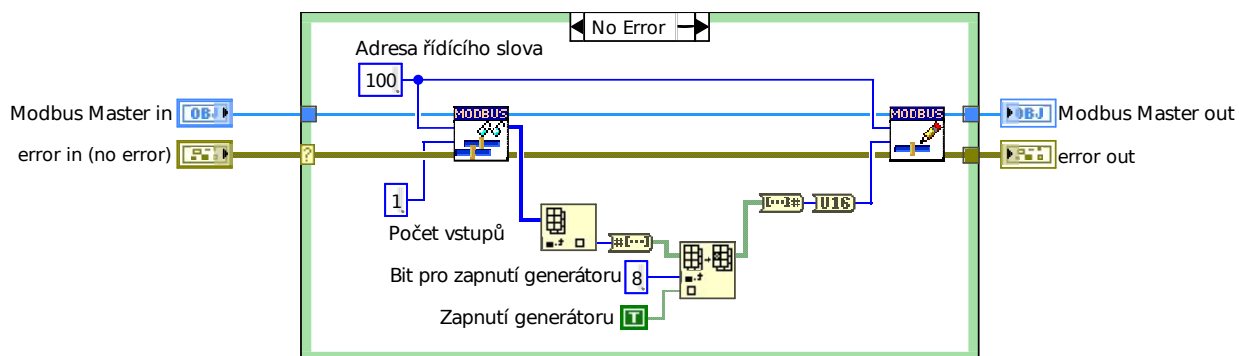 No Error
Adresa řídícího slova
100
Modbus Master in
OBJ
MODBUS
MODBUS
OBJ
Modbus Master out
error in (no error)
?
error out
1
[...]#
U16
Počet vstupů
#[...]
Bit pro zapnutí generátoru
8
Zapnutí generátoru
T